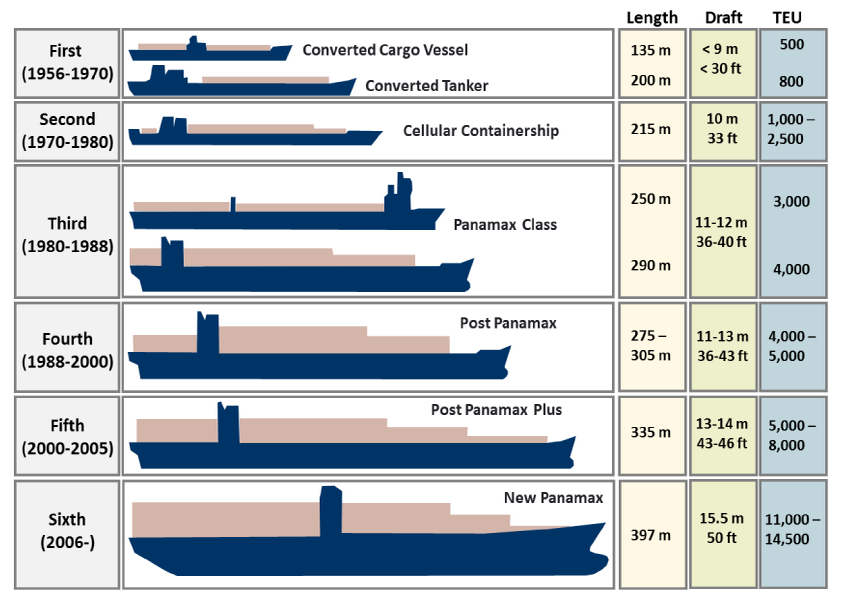 Length Draft TEU
First
(1956-1970)
Converted Cargo Vessel
135 m
< 9 m
< 30 ft
500
Converted Tanker
200 m
800
Second
(1970-1980)
Cellular Containership
215 m
10 m
33 ft
1,000 –
2,500
Third
(1980-1988)
Panamax Class
250 m
290 m
11-12 m
36-40 ft
3,000
4,000
Fourth
(1988-2000)
Post Panamax
275 –
305 m
11-13 m
36-43 ft
4,000 –
5,000
Fifth
(2000-2005)
Post Panamax Plus
335 m
13-14 m
43-46 ft
5,000 –
8,000
Sixth
(2006-)
New Panamax
397 m
15.5 m
50 ft
11,000 –
14,500